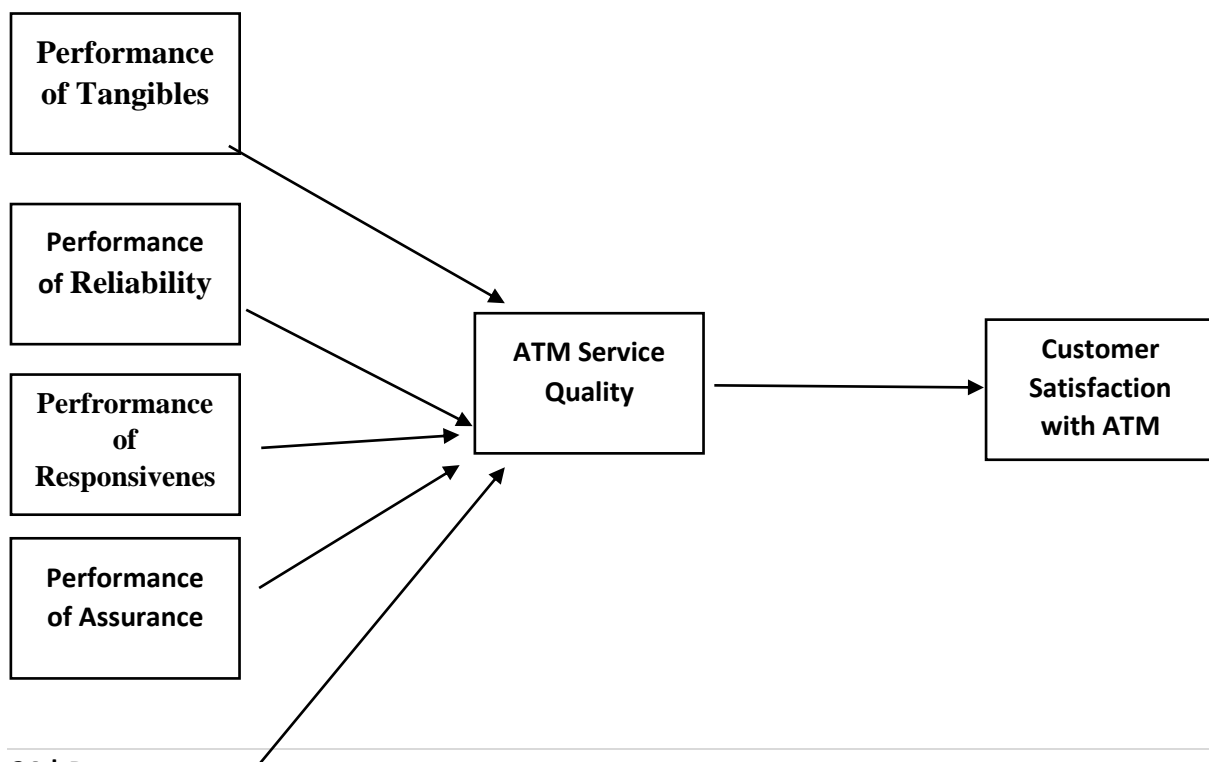 Performance
of Tangibles
Performance
of Reliability
Perfrormance
of
Responsivenes
Performance
of Assurance
ATM Service
Quality
Customer
Satisfaction
with ATM